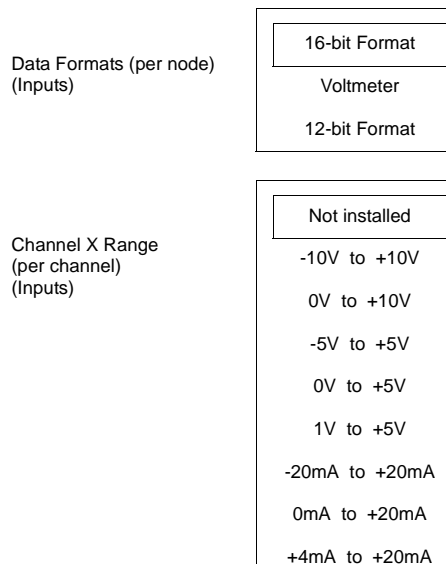 Data Formats (per node)
(Inputs)
16-bit Format
Voltmeter
12-bit Format
Channel X Range
(per channel)
(Inputs)
Not installed
-10V to +10V
0V to +10V
-5V to +5V
0V to +5V
1V to +5V
-20mA to +20mA
0mA to +20mA
+4mA to +20mA